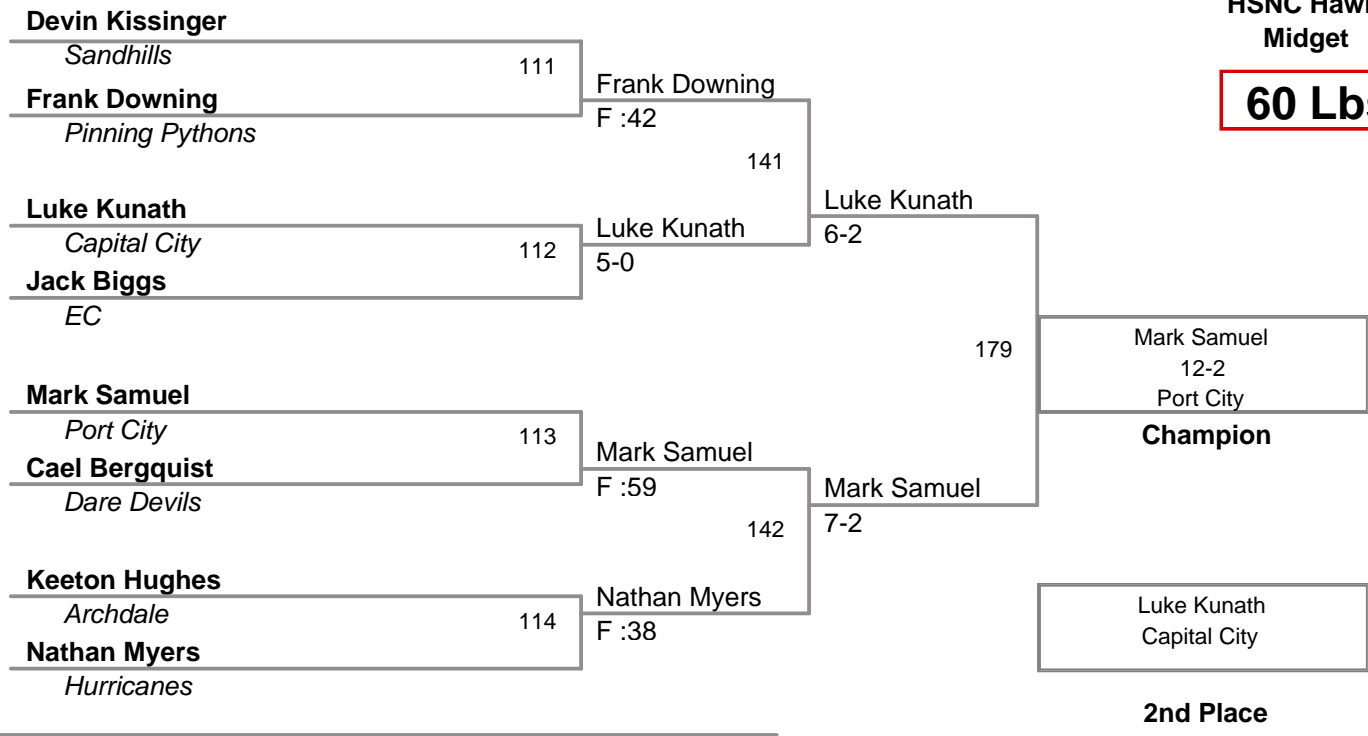 HSNC
Midget
60
Devin Kissinger
Sandhills
111
Frank Downing
Pinning Pythons
Frank Downing
F :42
141
Luke Kunath
Capital City
112
Jack Biggs
EC
Luke Kunath
5-0
Luke Kunath
6-2
179
Mark Samuel
12-2
Port City
Champion
Mark Samuel
Port City
113
Cael Bergquist
Dare Devils
Mark Samuel
F :59
142
Mark Samuel
7-2
Keeton Hughes
Archdale
114
Nathan Myers
Hurricanes
Nathan Myers
F :38
Luke Kunath
Capital City
2nd Place